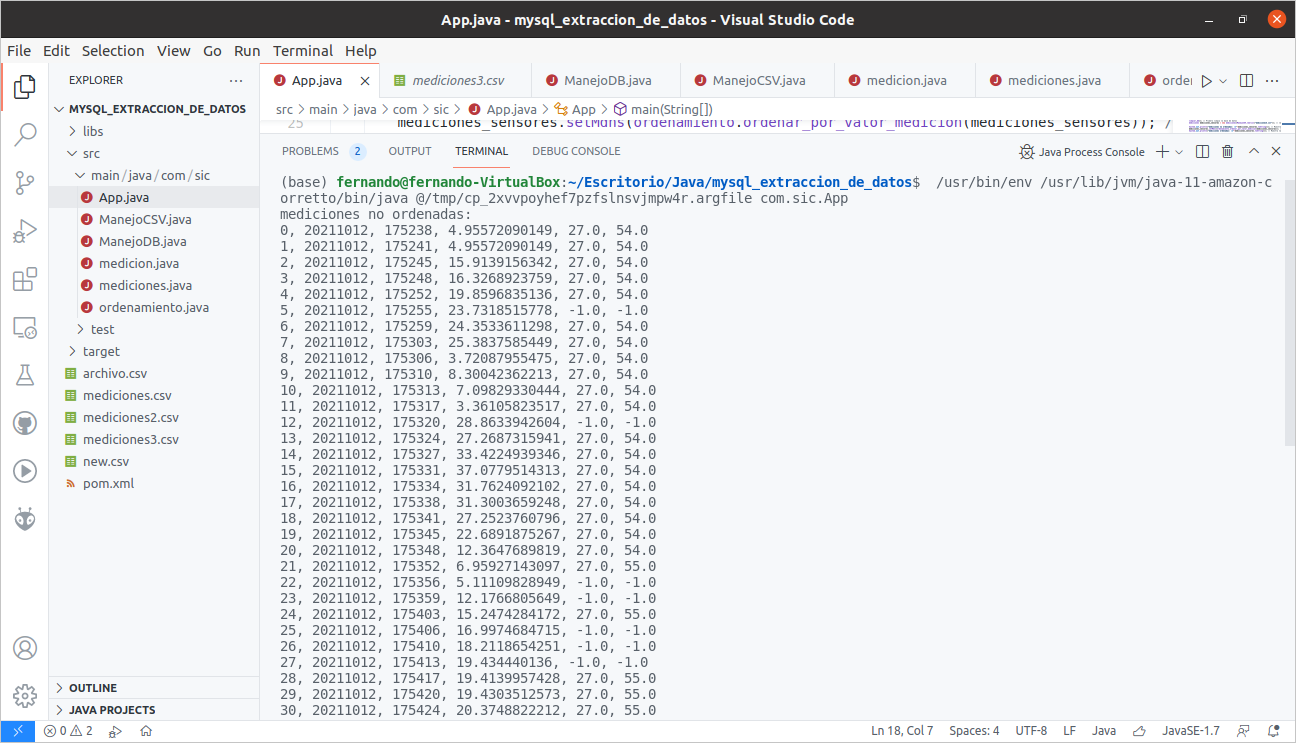 App.java - mysql_extraccion_de_datos - Visual Studio Code
File Edit Selection View Go Run Terminal Help
EXPLORER
MYSQL_EXTRACCION_DE_DATOS
libs
src
main/java/com/sic
App.java
ManejoCSV.java
ManejoDB.java
medicion.java
mediciones.java
ordenamiento.java
test
target
archivo.csv
mediciones.csv
mediciones2.csv
mediciones3.csv
new.csv
pom.xml
OUTLINE
JAVA PROJECTS
App.java mediciones3.csv ManejoDB.java ManejoCSV.java medicion.java mediciones.java order
src > main > java > com > sic > App.java > App > main(String[])
25 mediciones_sensores.setMdns(ordenamiento.ordenar_por_valor_medicion(mediciones_sensores)); /
PROBLEMS 2 OUTPUT TERMINAL DEBUG CONSOLE Java Process Console
(base) fernando@fernando-VirtualBox:~/Escritorio/Java/mysql_extraccion_de_datos$ /usr/bin/env /usr/lib/jvm/java-11-amazon-c
orretto/bin/java @/tmp/cp_2xvvpoyhef7pzfslnsvjmpw4r.argfile com.sic.App
mediciones no ordenadas:
0, 20211012, 175238, 4.95572090149, 27.0, 54.0
1, 20211012, 175241, 4.95572090149, 27.0, 54.0
2, 20211012, 175245, 15.9139156342, 27.0, 54.0
3, 20211012, 175248, 16.3268923759, 27.0, 54.0
4, 20211012, 175252, 19.8596835136, 27.0, 54.0
5, 20211012, 175255, 23.7318515778, -1.0, -1.0
6, 20211012, 175259, 24.3533611298, 27.0, 54.0
7, 20211012, 175303, 25.3837585449, 27.0, 54.0
8, 20211012, 175306, 3.72087955475, 27.0, 54.0
9, 20211012, 175310, 8.30042362213, 27.0, 54.0
10, 20211012, 175313, 7.09829330444, 27.0, 54.0
11, 20211012, 175317, 3.36105823517, 27.0, 54.0
12, 20211012, 175320, 28.8633942604, -1.0, -1.0
13, 20211012, 175324, 27.2687315941, 27.0, 54.0
14, 20211012, 175327, 33.4224939346, 27.0, 54.0
15, 20211012, 175331, 37.0779514313, 27.0, 54.0
16, 20211012, 175334, 31.7624092102, 27.0, 54.0
17, 20211012, 175338, 31.3003659248, 27.0, 54.0
18, 20211012, 175341, 27.2523760796, 27.0, 54.0
19, 20211012, 175345, 22.6891875267, 27.0, 54.0
20, 20211012, 175348, 12.3647689819, 27.0, 54.0
21, 20211012, 175352, 6.95927143097, 27.0, 55.0
22, 20211012, 175356, 5.11109828949, -1.0, -1.0
23, 20211012, 175359, 12.1766805649, -1.0, -1.0
24, 20211012, 175403, 15.2474284172, 27.0, 55.0
25, 20211012, 175406, 16.9974684715, -1.0, -1.0
26, 20211012, 175410, 18.2118654251, -1.0, -1.0
27, 20211012, 175413, 19.434440136, -1.0, -1.0
28, 20211012, 175417, 19.4139957428, 27.0, 55.0
29, 20211012, 175420, 19.4303512573, 27.0, 55.0
30, 20211012, 175424, 20.3748822212, 27.0, 55.0
0 2 Ln 18, Col 7 Spaces: 4 UTF-8 LF Java JavaSE-1.7